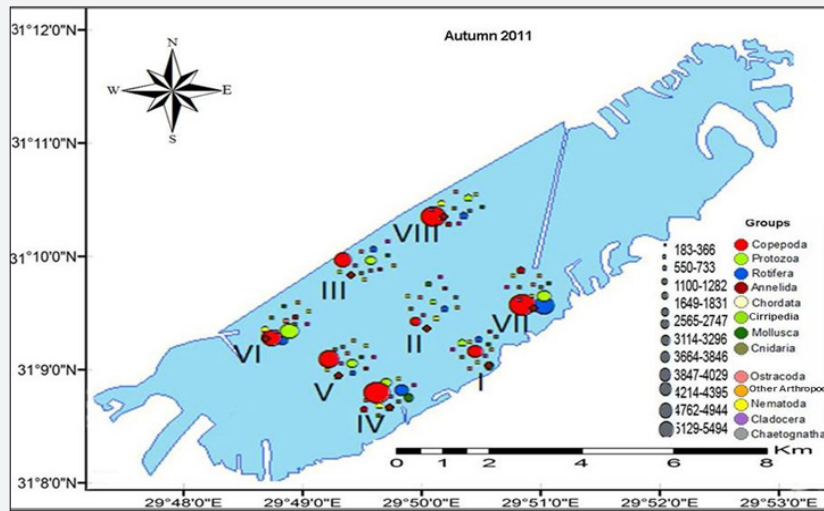 Autumn 2011
31°12'0"N
31°11'0"N
31°10'0"N
31°9'0"N
31°8'0"N
N
W E
S
VIII
III
VII
VI
II
V
I
IV
Groups
Copepoda
Protozoa
Rotifera
Annelida
Chordata
Cirripedia
Mollusca
Cnidaria
Ostracoda
Other Arthropoc
Nematoda
Cladocera
Chaetognatha
183-366
550-733
1100-1282
1649-1831
2565-2747
3114-3296
3664-3846
3847-4029
4214-4395
4762-4944
5129-5494
Km
0 1 2 4 6 8
29°48'0"E 29°49'0"E 29°50'0"E 29°51'0"E 29°52'0"E 29°53'0"E